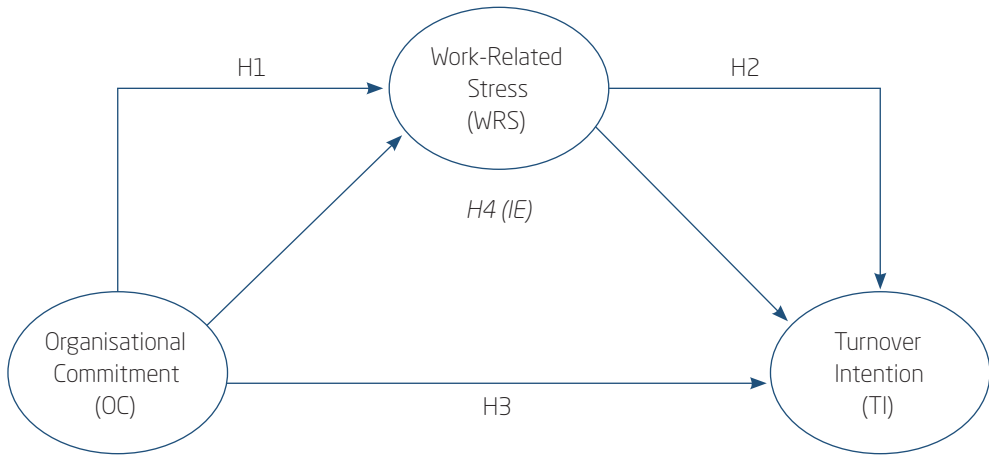 H1
Work-Related
Stress
(WRS)
H2
H4 (IE)
Organisational
Commitment
(OC)
H3
Turnover
Intention
(TI)